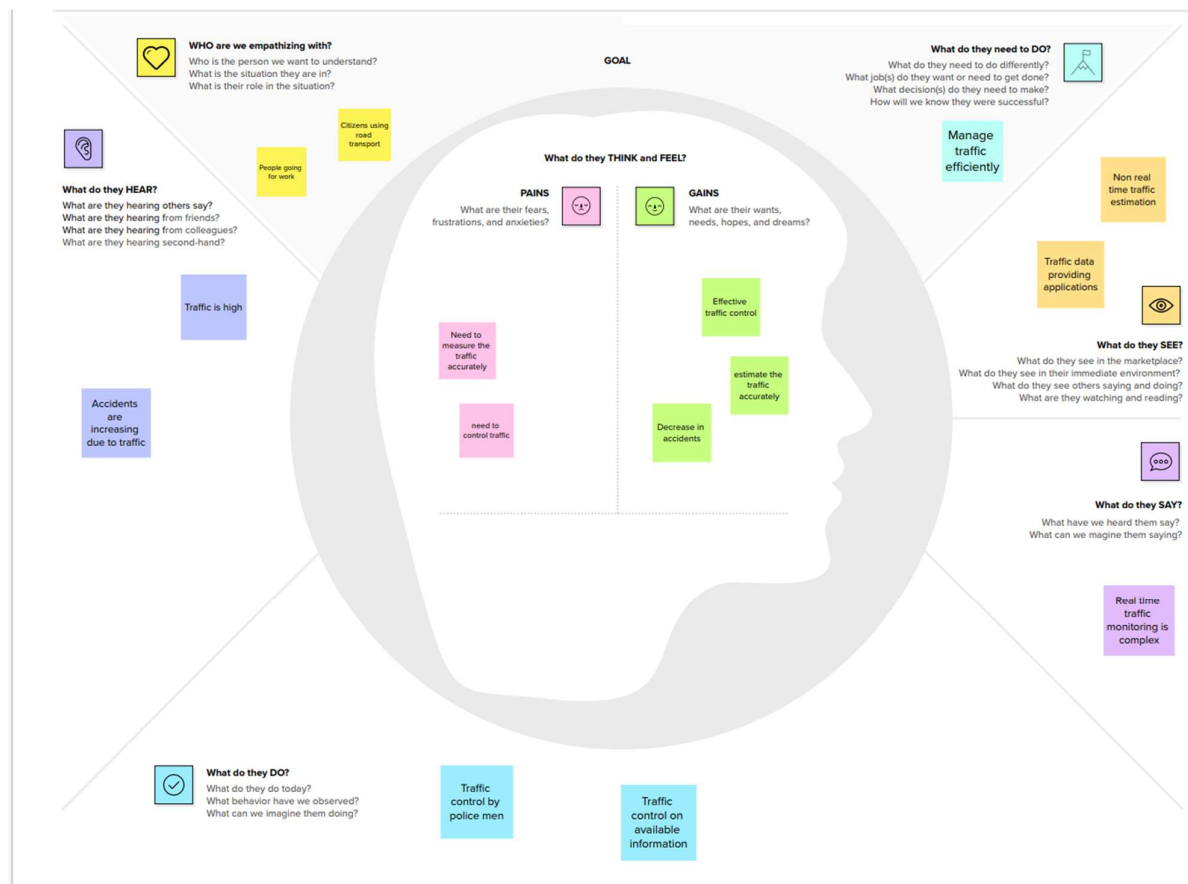 WHO are we empathizing with?
Who is the person we want to understand?
What is the situation they are in?
What is their role in the situation?
Citizens using
road
transport
People going
for work
GOAL
What do they need to DO?
What do they need to do differently?
What job(s) do they want or need to get done?
What decision(s) do they need to make?
How will we know they were successful?
Manage
traffic
efficiently
What do they HEAR?
What are they hearing others say?
What are they hearing from friends?
What are they hearing from colleagues?
What are they hearing second-hand?
Traffic is high
Accidents
are
increasing
due to traffic
What do they THINK and FEEL?
PAINS
What are their fears,
frustrations, and anxieties?
Need to
measure the
traffic
accurately
need to
control traffic
GAINS
What are their wants,
needs, hopes, and dreams?
Effective
traffic control
estimate the
traffic
accurately
Decrease in
accidents
Non real
time traffic
estimation
Traffic data
providing
applications
What do they SEE?
What do they see in the marketplace?
What do they see in their immediate environment?
What do they see others saying and doing?
What are they watching and reading?
What do they SAY?
What have we heard them say?
What can we magine them saying?
Real time
traffic
monitoring is
complex
What do they DO?
What do they do today?
What behavior have we observed?
What can we imagine them doing?
Traffic
control by
police men
Traffic
control on
available
information